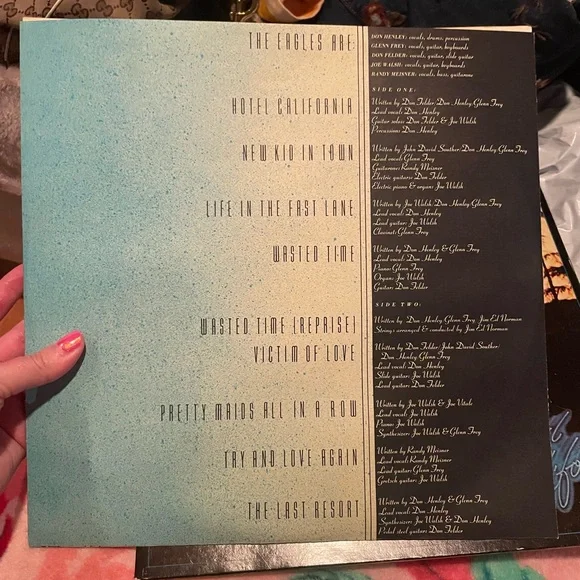 THE EAGLES ARE:
DON HENLEY: vocals, drums, percussion
GLENN FREY: vocals, guitar, keyboards
DON FELDER: vocals, guitar, slide guitar
JOE WALSH: vocals, guitar, keyboards
RANDY MEISNER: vocals, bass, guitarone
SIDE ONE:
HOTEL CALIFORNIA
Written by Don Felder/Don Henley/Glenn Frey
Lead vocal: Don Henley
Guitar solos: Don Felder & Joe Walsh
Percussion: Don Henley
NEW KID IN TOWN
Written by John David Souther/Don Henley/Glenn Frey
Lead vocal: Glenn Frey
Guitarone: Randy Meisner
Electric guitars: Don Felder
Electric piano & organ: Joe Walsh
LIFE IN THE FAST LANE
Written by Joe Walsh/Don Henley/Glenn Frey
Lead vocal: Don Henley
Lead guitar: Joe Walsh
Clavinet: Glenn Frey
WASTED TIME
Written by Don Henley & Glenn Frey
Lead vocal: Don Henley
Piano: Glenn Frey
Organ: Joe Walsh
Guitar: Don Felder
SIDE TWO:
WASTED TIME (REPRISE)
Written by Don Henley/Glenn Frey/Jim Ed Norman
Strings arranged & conducted by Jim Ed Norman
VICTIM OF LOVE
Written by Don Felder/John David Souther/
Don Henley/Glenn Frey
Lead vocal: Don Henley
Slide guitar: Joe Walsh
Lead guitar: Don Felder
PRETTY MAIDS ALL IN A ROW
Written by Joe Walsh & Joe Vitale
Lead vocal: Joe Walsh
Piano: Joe Walsh
Synthesizer: Joe Walsh & Glenn Frey
TRY AND LOVE AGAIN
Written by Randy Meisner
Lead vocal: Randy Meisner
Lead guitar: Glenn Frey
Gretsch guitar: Joe Walsh
THE LAST RESORT
Written by Don Henley & Glenn Frey
Lead vocal: Don Henley
Synthesizer: Joe Walsh & Don Henley
Pedal steel guitar: Don Felder